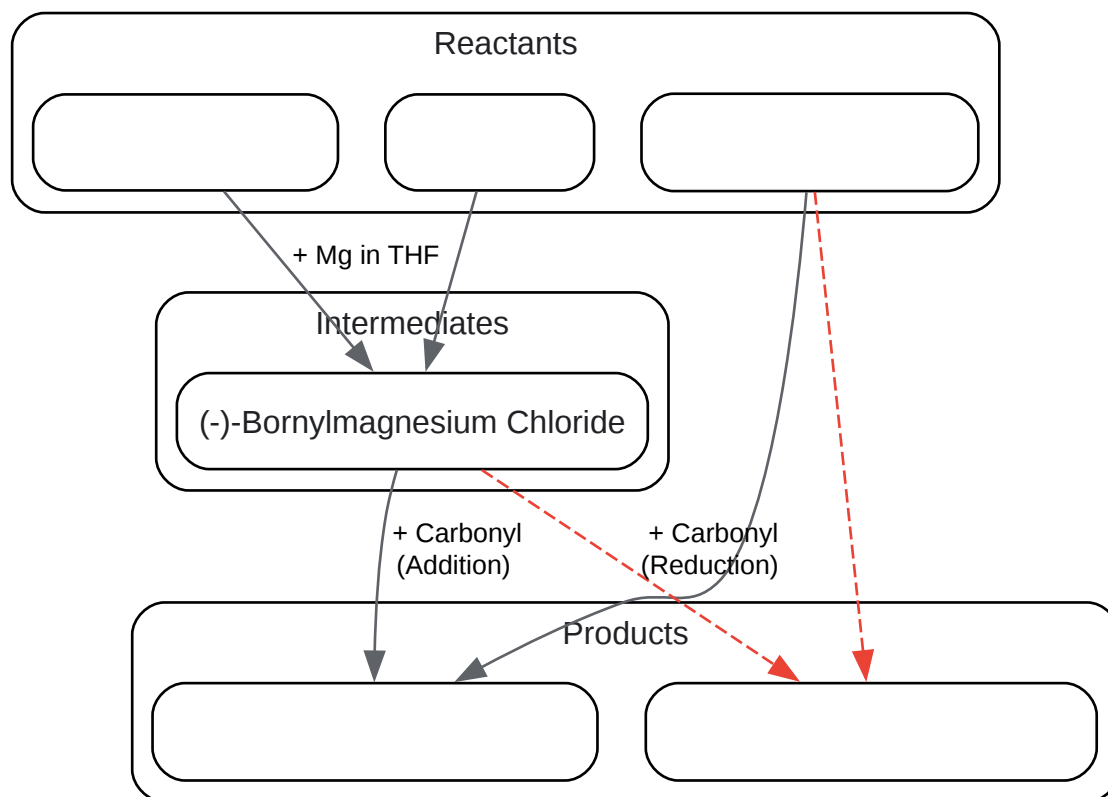 Reactants
+ Mg in THF
Intermediates
(-)-Bornylmagnesium Chloride
+ Carbonyl
(Addition)
+ Carbonyl
(Reduction)
Products